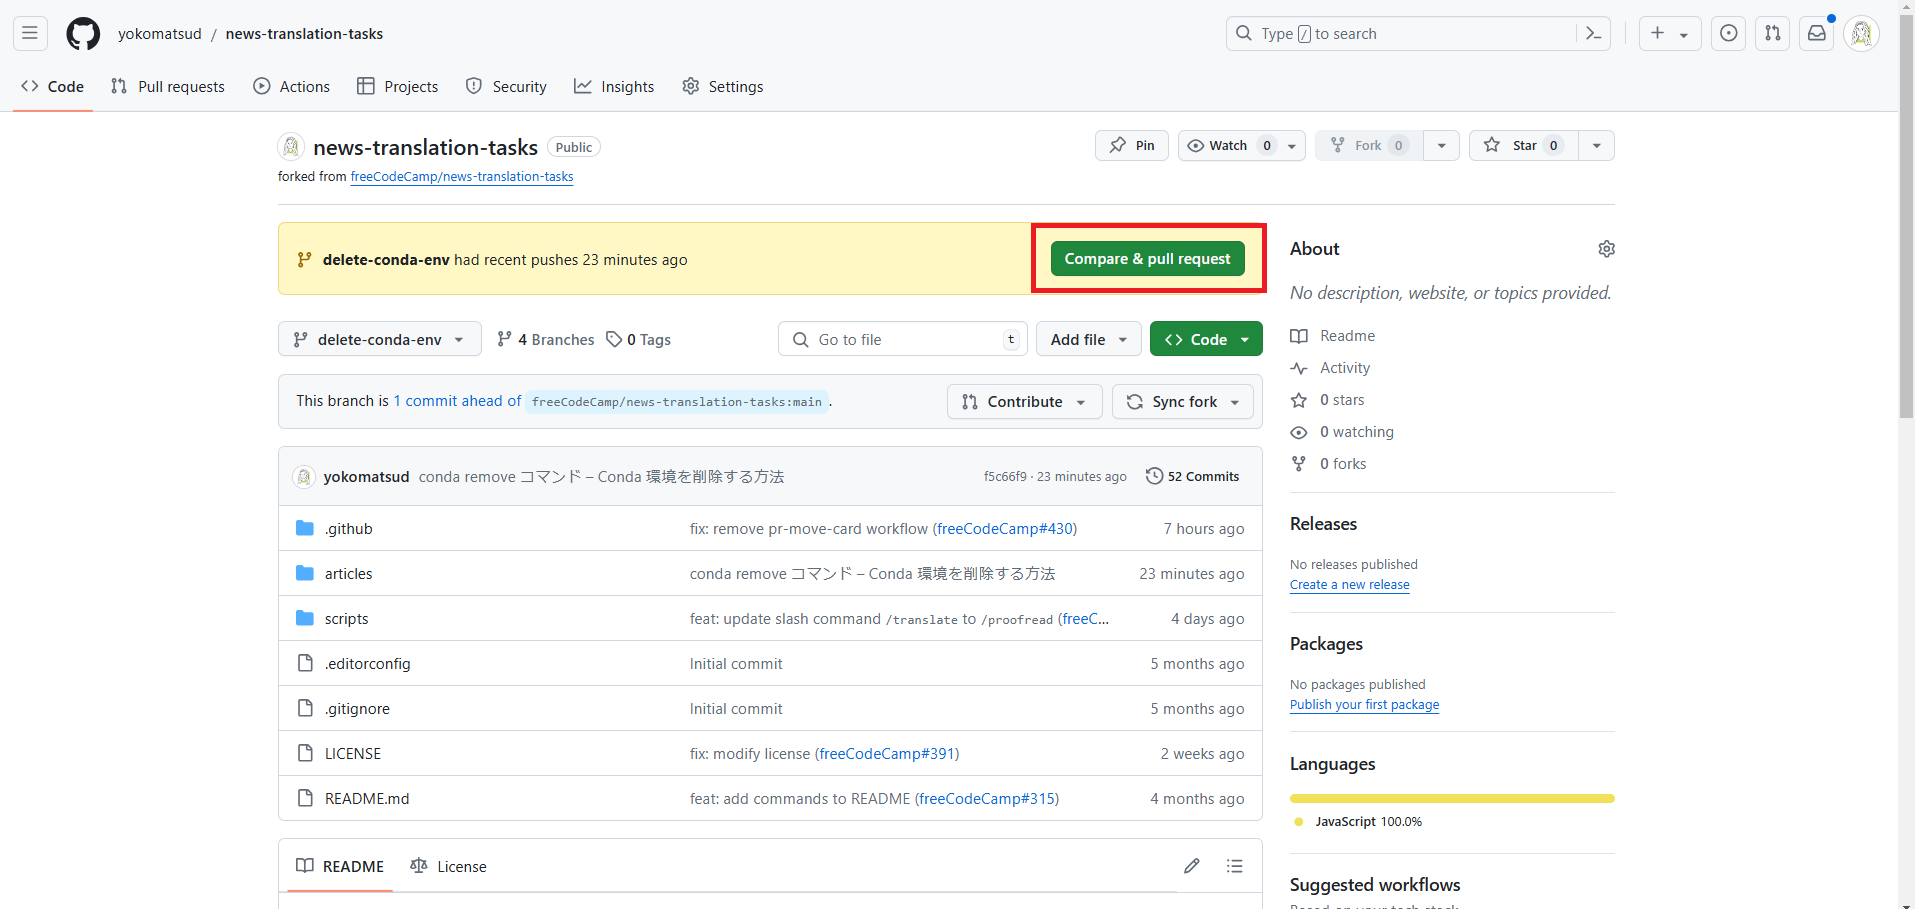 yokomatsud / news-translation-tasks
Type / to search
Code Pull requests Actions Projects Security Insights Settings
news-translation-tasks Public
forked from freeCodeCamp/news-translation-tasks
Pin Watch 0 Fork 0 Star 0
delete-conda-env had recent pushes 23 minutes ago
Compare & pull request
delete-conda-env 4 Branches 0 Tags
Go to file t
Add file
Code
This branch is 1 commit ahead of freeCodeCamp/news-translation-tasks:main .
Contribute Sync fork
yokomatsud conda remove コマンド – Conda 環境を削除する方法 f5c66f9 · 23 minutes ago 52 Commits
.github fix: remove pr-move-card workflow (freeCodeCamp#430) 7 hours ago
articles conda remove コマンド – Conda 環境を削除する方法 23 minutes ago
scripts feat: update slash command /translate to /proofread (freeC... 4 days ago
.editorconfig Initial commit 5 months ago
.gitignore Initial commit 5 months ago
LICENSE fix: modify license (freeCodeCamp#391) 2 weeks ago
README.md feat: add commands to README (freeCodeCamp#315) 4 months ago
README License
About
No description, website, or topics provided.
Readme
Activity
0 stars
0 watching
0 forks
Releases
No releases published
Create a new release
Packages
No packages published
Publish your first package
Languages
JavaScript 100.0%
Suggested workflows
Based on your tech stack